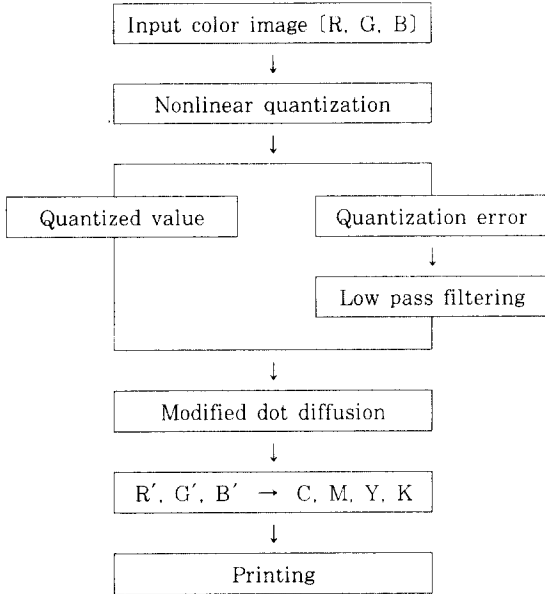 Input color image [R, G, B]
↓
Nonlinear quantization
↓
Quantized value
Quantization error
↓
Low pass filtering
↓
Modified dot diffusion
↓
R′, G′, B′ → C, M, Y, K
↓
Printing